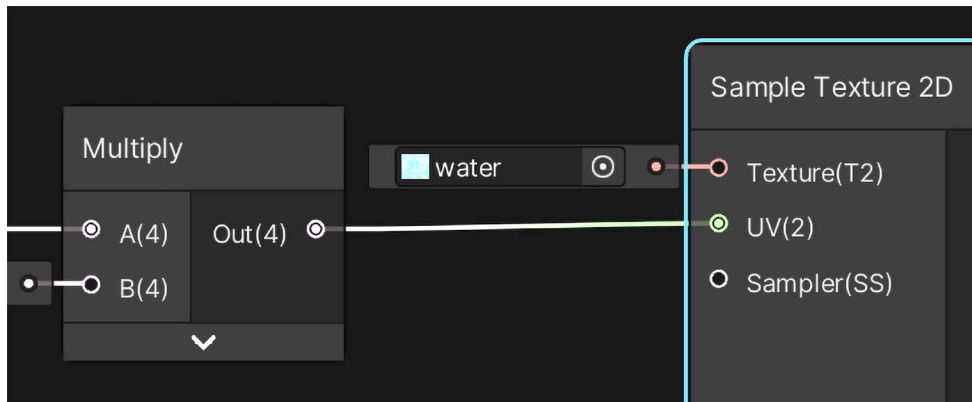 Sample Texture 2D
Multiply
water
Texture(T2)
A(4)
Out(4)
UV(2)
B(4)
Sampler(SS)